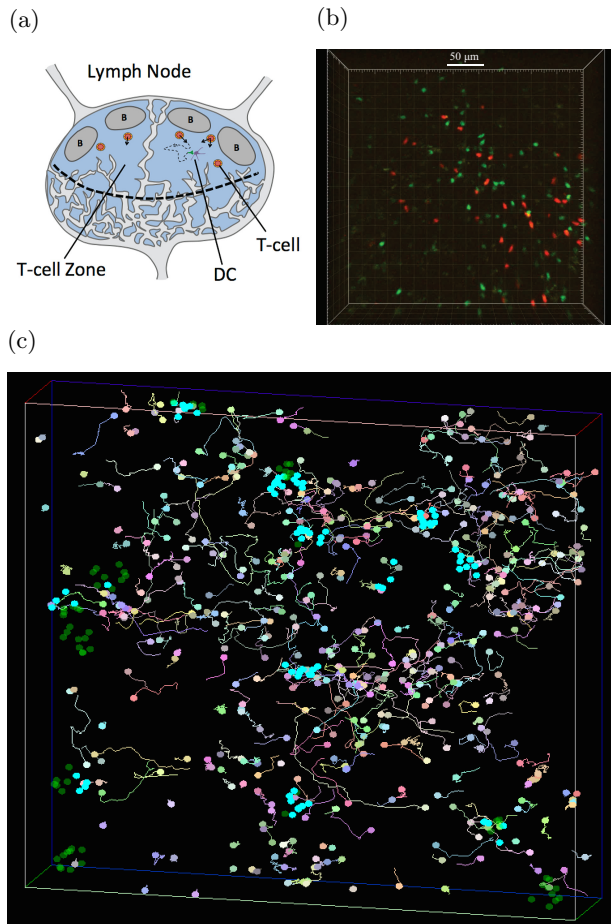 (a)
Lymph Node
B
B
B
B
T-cell
T-cell Zone
DC
(b)
50 μm
(c)